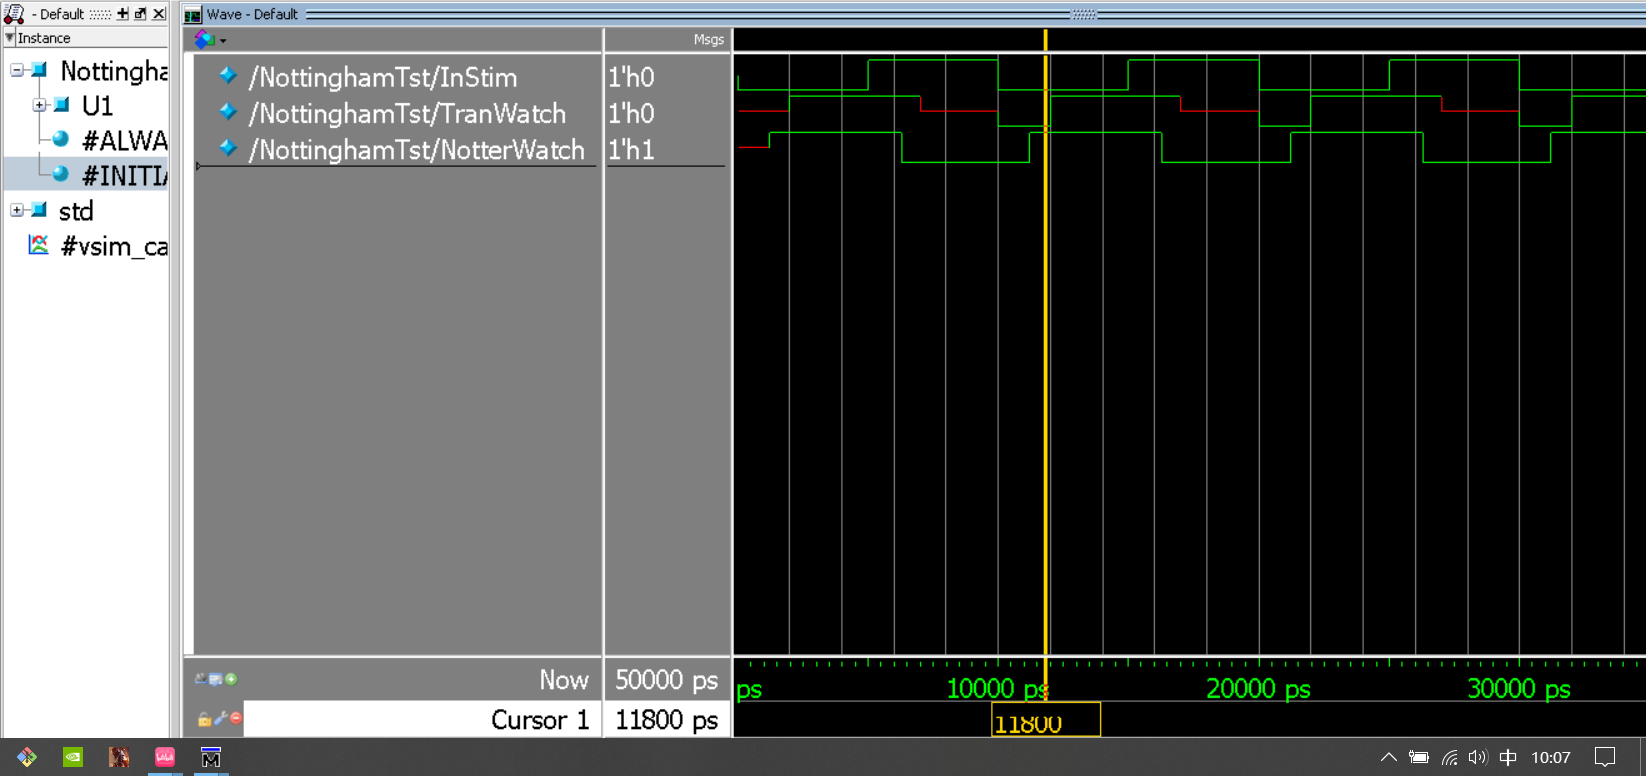 - Default
Wave - Default
Instance
Msgs
Nottingha
U1
#ALWA
#INITIA
std
#vsim_ca
/NottinghamTst/InStim 1'h0
/NottinghamTst/TranWatch 1'h0
/NottinghamTst/NotterWatch 1'h1
Now 50000 ps
ps 10000 ps 20000 ps 30000 ps
Cursor 1 11800 ps
11800
中 10:07